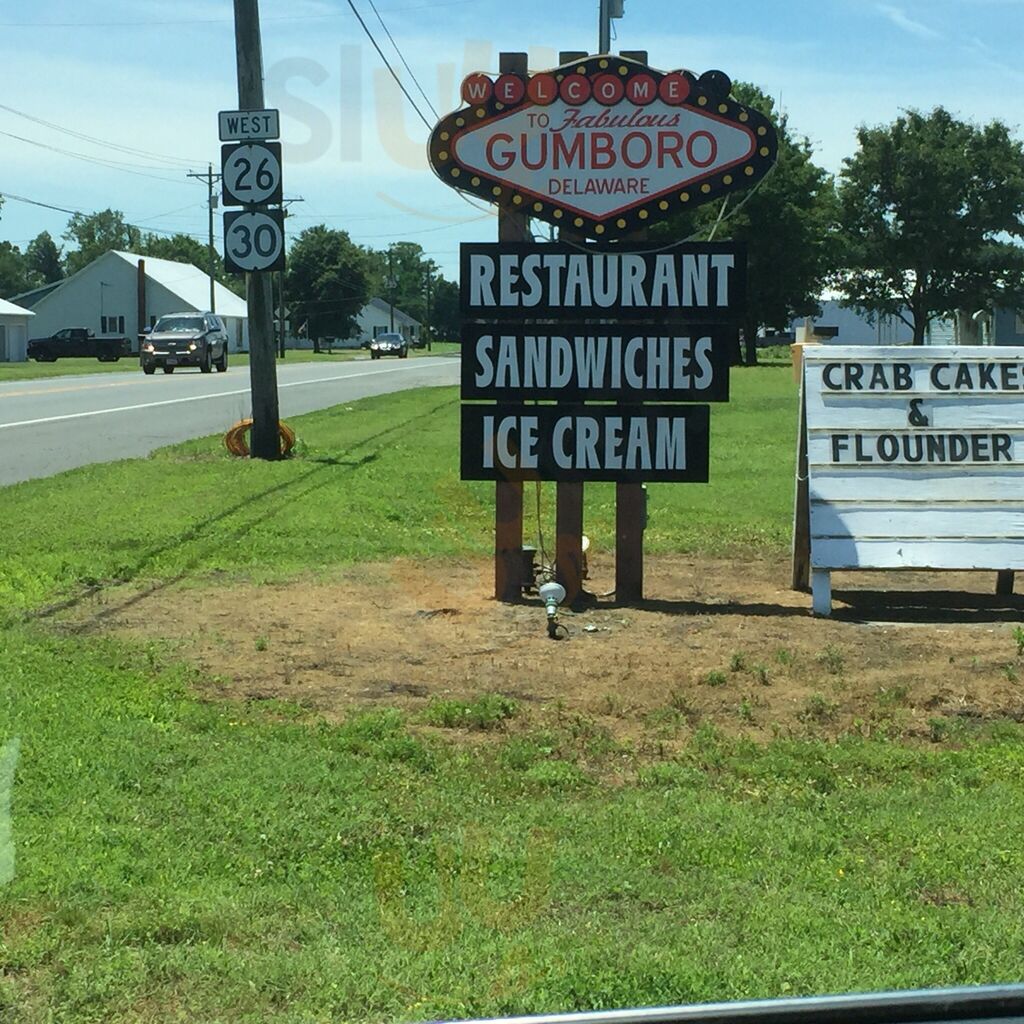 WEST
26
30
WELCOME
TO Fabulous
GUMBORO
DELAWARE
RESTAURANT
SANDWICHES
ICE CREAM
CRAB CAKES
&
FLOUNDER